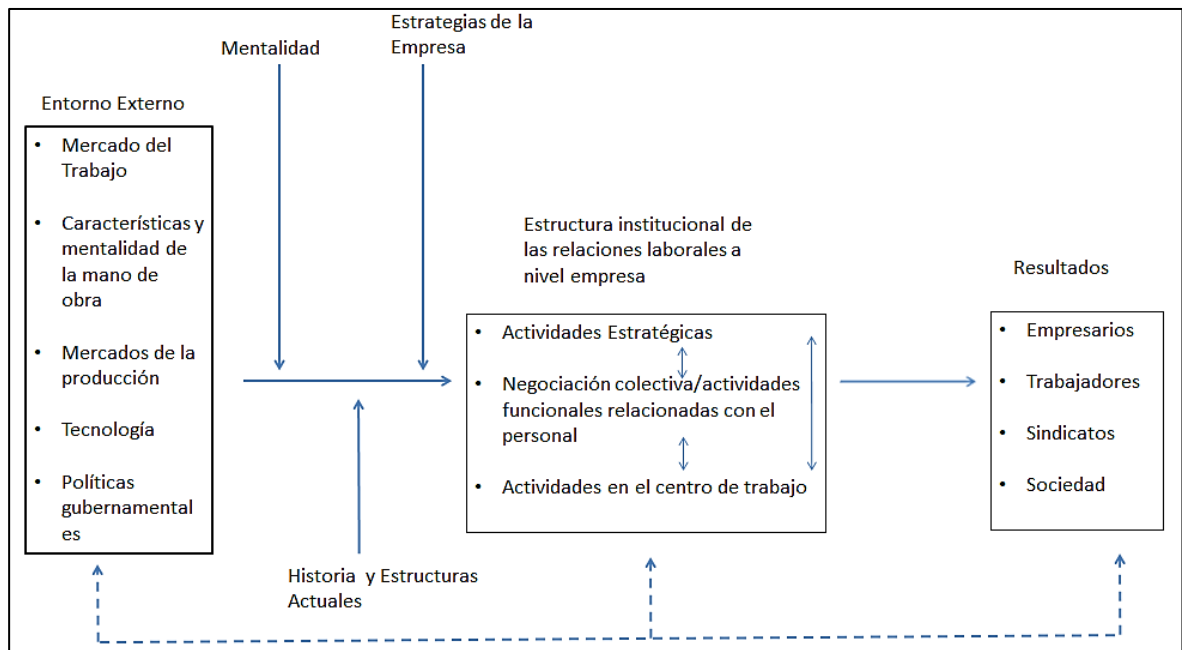 Mentalidad
Estrategias de la
Empresa
Entorno Externo
• Mercado del
Trabajo
• Características y
mentalidad de
la mano de
obra
• Mercados de la
producción
• Tecnología
• Políticas
gubernamental
es
Historia y Estructuras
Actuales
Estructura institucional de
las relaciones laborales a
nivel empresa
• Actividades Estratégicas
• Negociación colectiva/actividades
funcionales relacionadas con el
personal
• Actividades en el centro de trabajo
Resultados
• Empresarios
• Trabajadores
• Sindicatos
• Sociedad